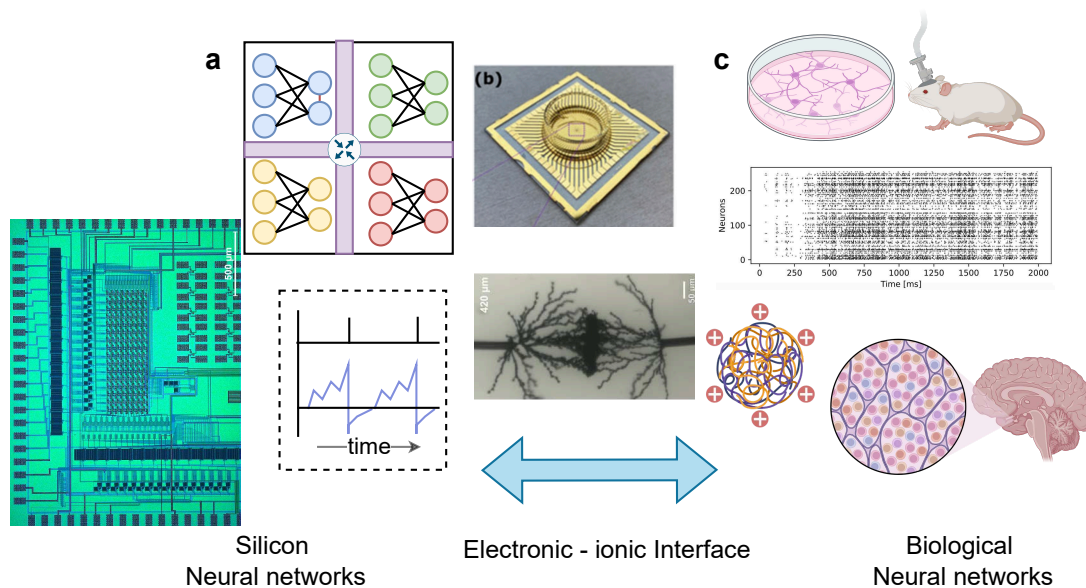 a
(b)
c
500 µm
time
420 µm
50 µm
Neurons
200
100
0
0 250 500 750 1000 1250 1500 1750 2000
Time [ms]
+
+
+
+
+
+
Silicon
Neural networks
Electronic - ionic Interface
Biological
Neural networks